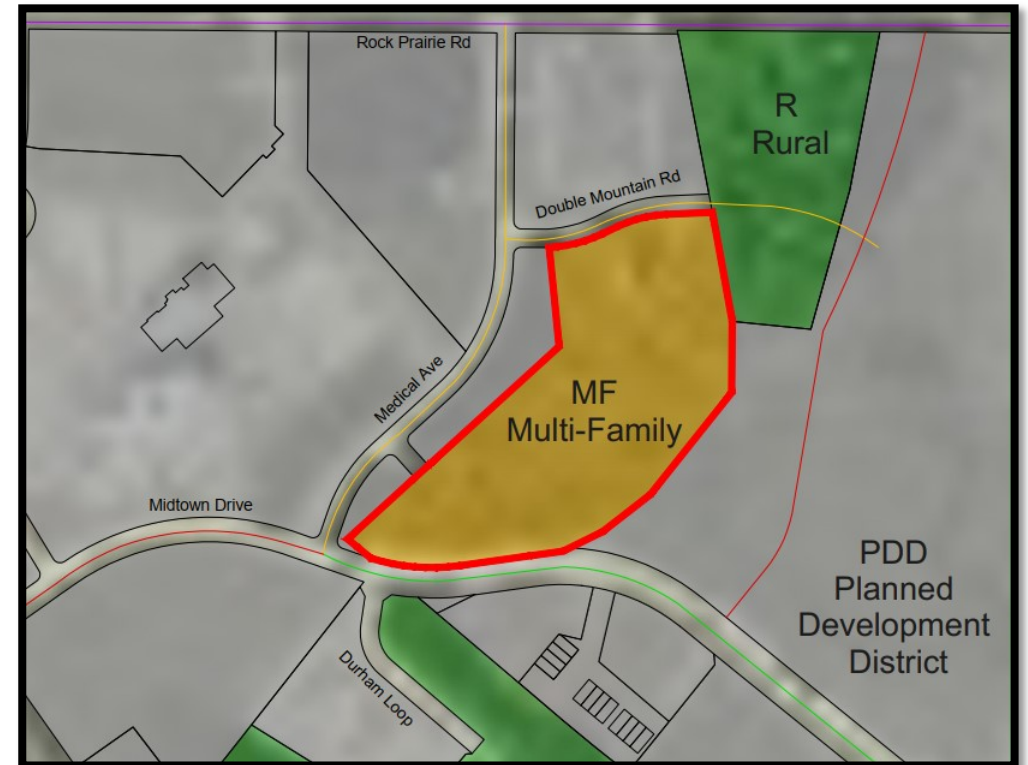 Rock Prairie Rd
R
Rural
Double Mountain Rd
MF
Multi-Family
Medical Ave
Midtown Drive
PDD
Planned
Development
District
Durham Loop